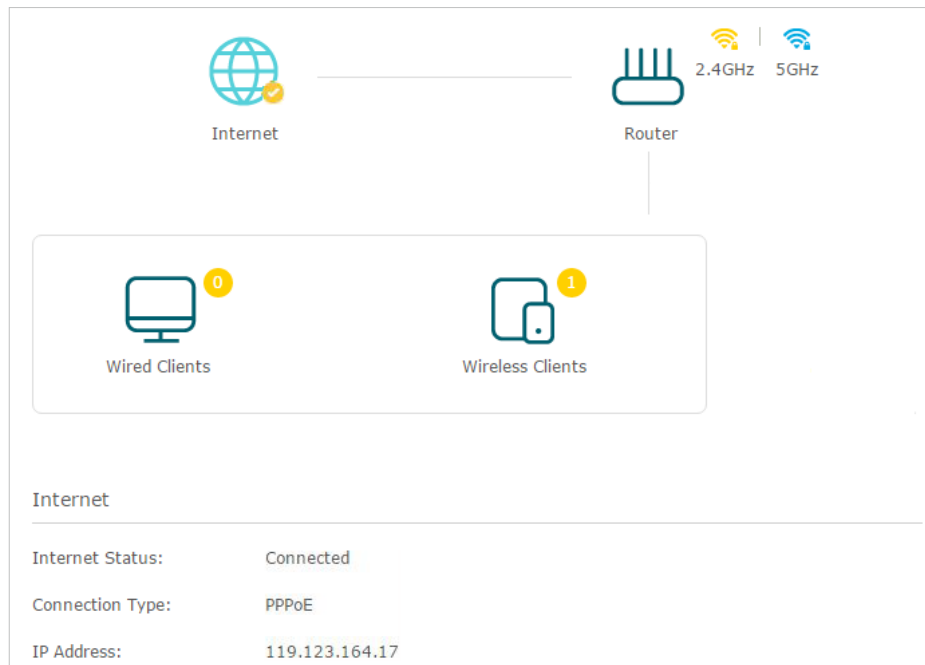 2.4GHz 5GHz
Internet Router
0 1
Wired Clients Wireless Clients
Internet
Internet Status: Connected
Connection Type: PPPoE
IP Address: 119.123.164.17